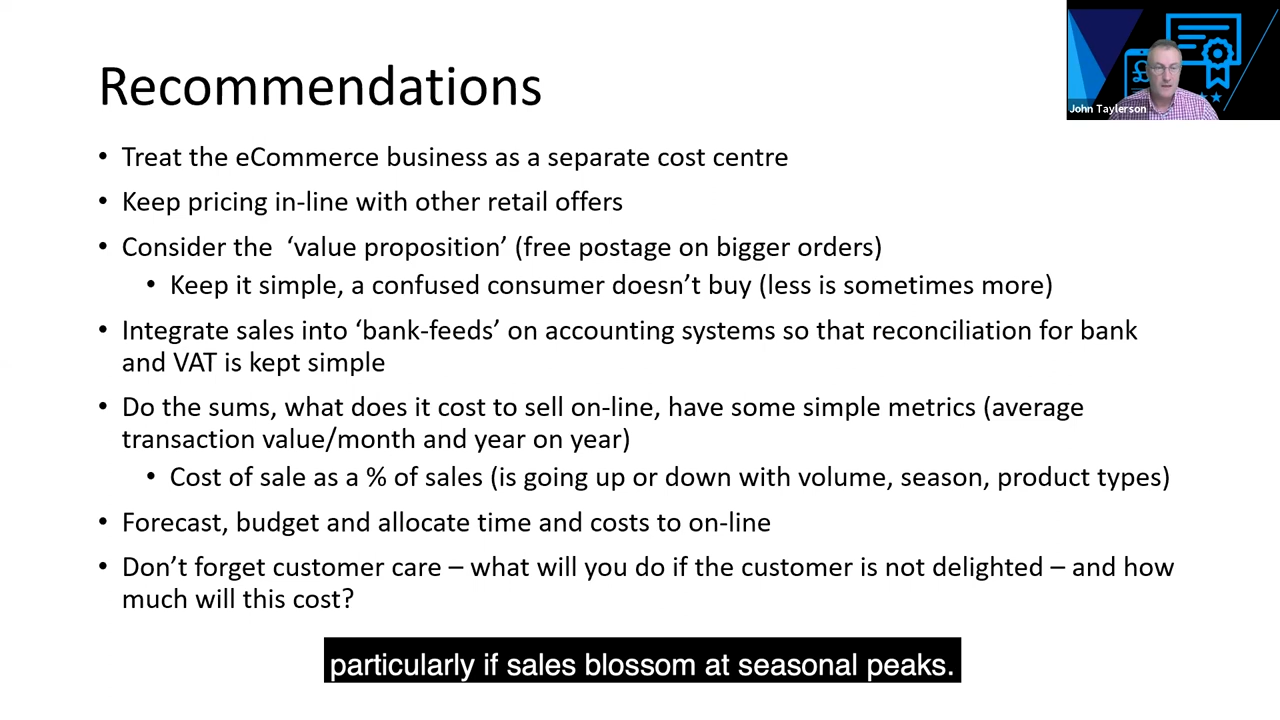 Recommendations
John Taylerson
• Treat the eCommerce business as a separate cost centre
• Keep pricing in-line with other retail offers
• Consider the ‘value proposition’ (free postage on bigger orders)
• Keep it simple, a confused consumer doesn’t buy (less is sometimes more)
• Integrate sales into ‘bank-feeds’ on accounting systems so that reconciliation for bank
and VAT is kept simple
• Do the sums, what does it cost to sell on-line, have some simple metrics (average
transaction value/month and year on year)
• Cost of sale as a % of sales (is going up or down with volume, season, product types)
• Forecast, budget and allocate time and costs to on-line
• Don’t forget customer care – what will you do if the customer is not delighted – and how
much will this cost?
particularly if sales blossom at seasonal peaks.